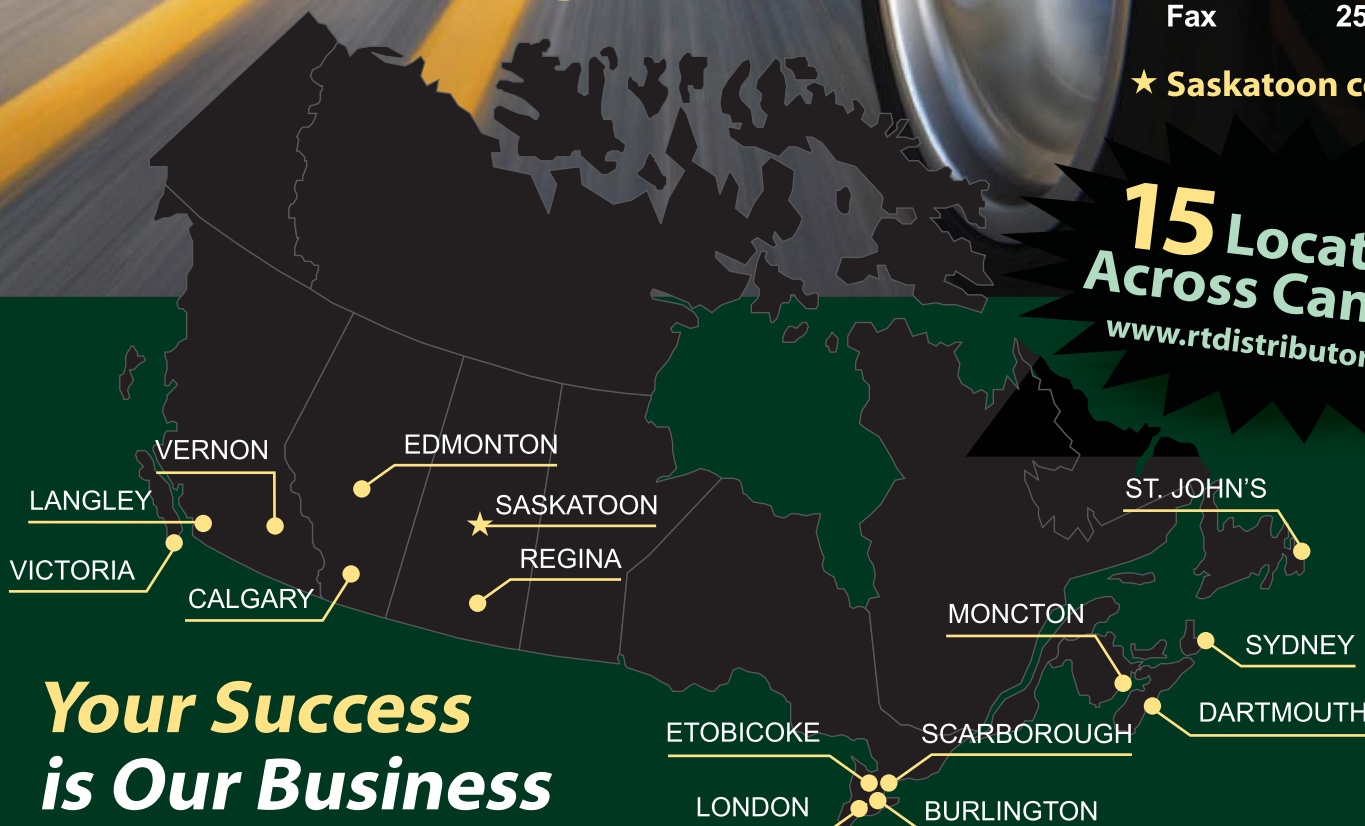 Fax 25
★ Saskatoon c
15 Locat
Across Can
www.rtdistributor
VERNON
EDMONTON
LANGLEY
SASKATOON
ST. JOHN'S
REGINA
VICTORIA
CALGARY
MONCTON
SYDNEY
Your Success
is Our Business
DARTMOUTH
ETOBICOKE
SCARBOROUGH
LONDON
BURLINGTON